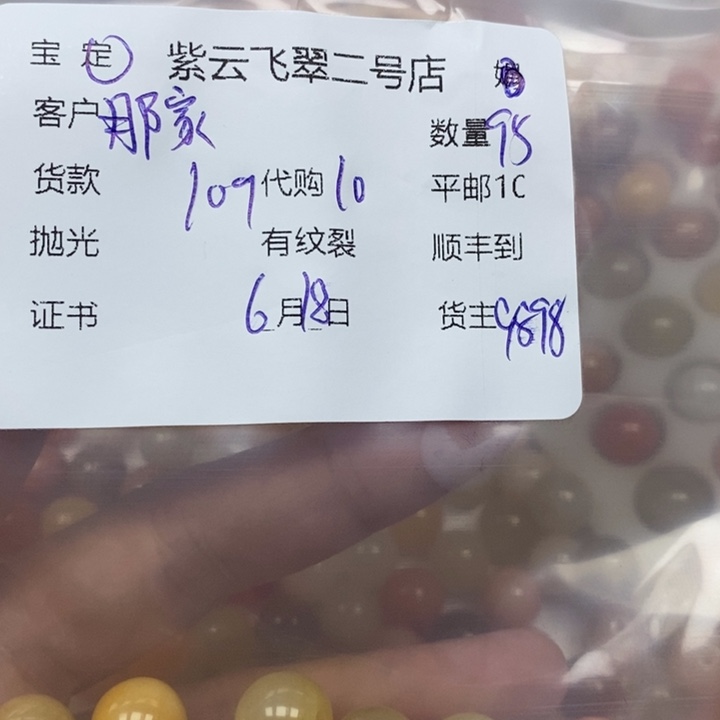 宝 定 紫云飞翠二号店
客户 那家 数量 95
货款 109 代购 10 平邮1C
抛光 有纹裂 顺丰到
证书 6月18日 货主 9898